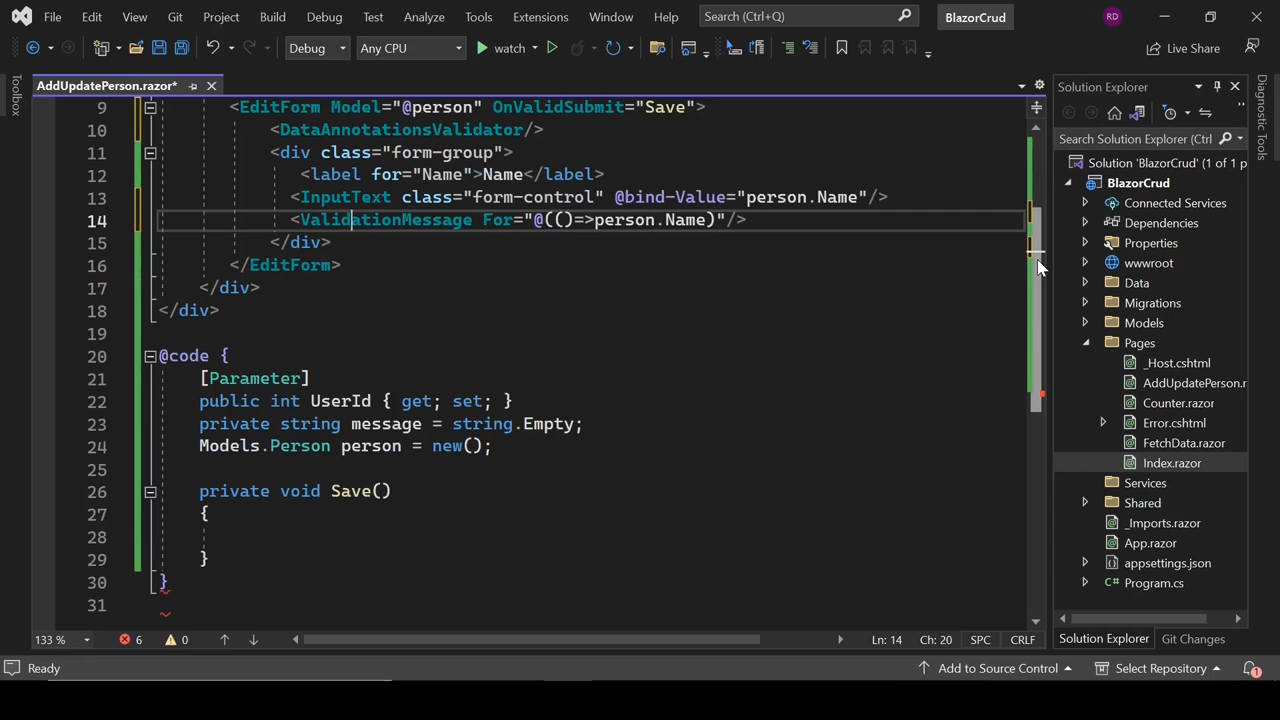 File Edit View Git Project Build Debug Test Analyze Tools Extensions Window Help Search (Ctrl+Q) BlazorCrud RD
Debug Any CPU watch Live Share
Toolbox
AddUpdatePerson.razor*
9 <EditForm Model="@person" OnValidSubmit="Save">
10 <DataAnnotationsValidator/>
11 <div class="form-group">
12 <label for="Name">Name</label>
13 <InputText class="form-control" @bind-Value="person.Name"/>
14 <ValidationMessage For="@(()=>person.Name)"/>
15 </div>
16 </EditForm>
17 </div>
18 </div>
19
20 @code {
21 [Parameter]
22 public int UserId { get; set; }
23 private string message = string.Empty;
24 Models.Person person = new();
25
26 private void Save()
27 {
28
29 }
30 }
31
133 % 6 0 Ln: 14 Ch: 20 SPC CRLF
Solution Explorer
Search Solution Explorer (Ctrl
Solution 'BlazorCrud' (1 of 1 p
BlazorCrud
Connected Services
Dependencies
Properties
wwwroot
Data
Migrations
Models
Pages
_Host.cshtml
AddUpdatePerson.r
Counter.razor
Error.cshtml
FetchData.razor
Index.razor
Services
Shared
_Imports.razor
App.razor
appsettings.json
Program.cs
Solution Explorer Git Changes
Diagnostic Tools
Ready Add to Source Control Select Repository 1